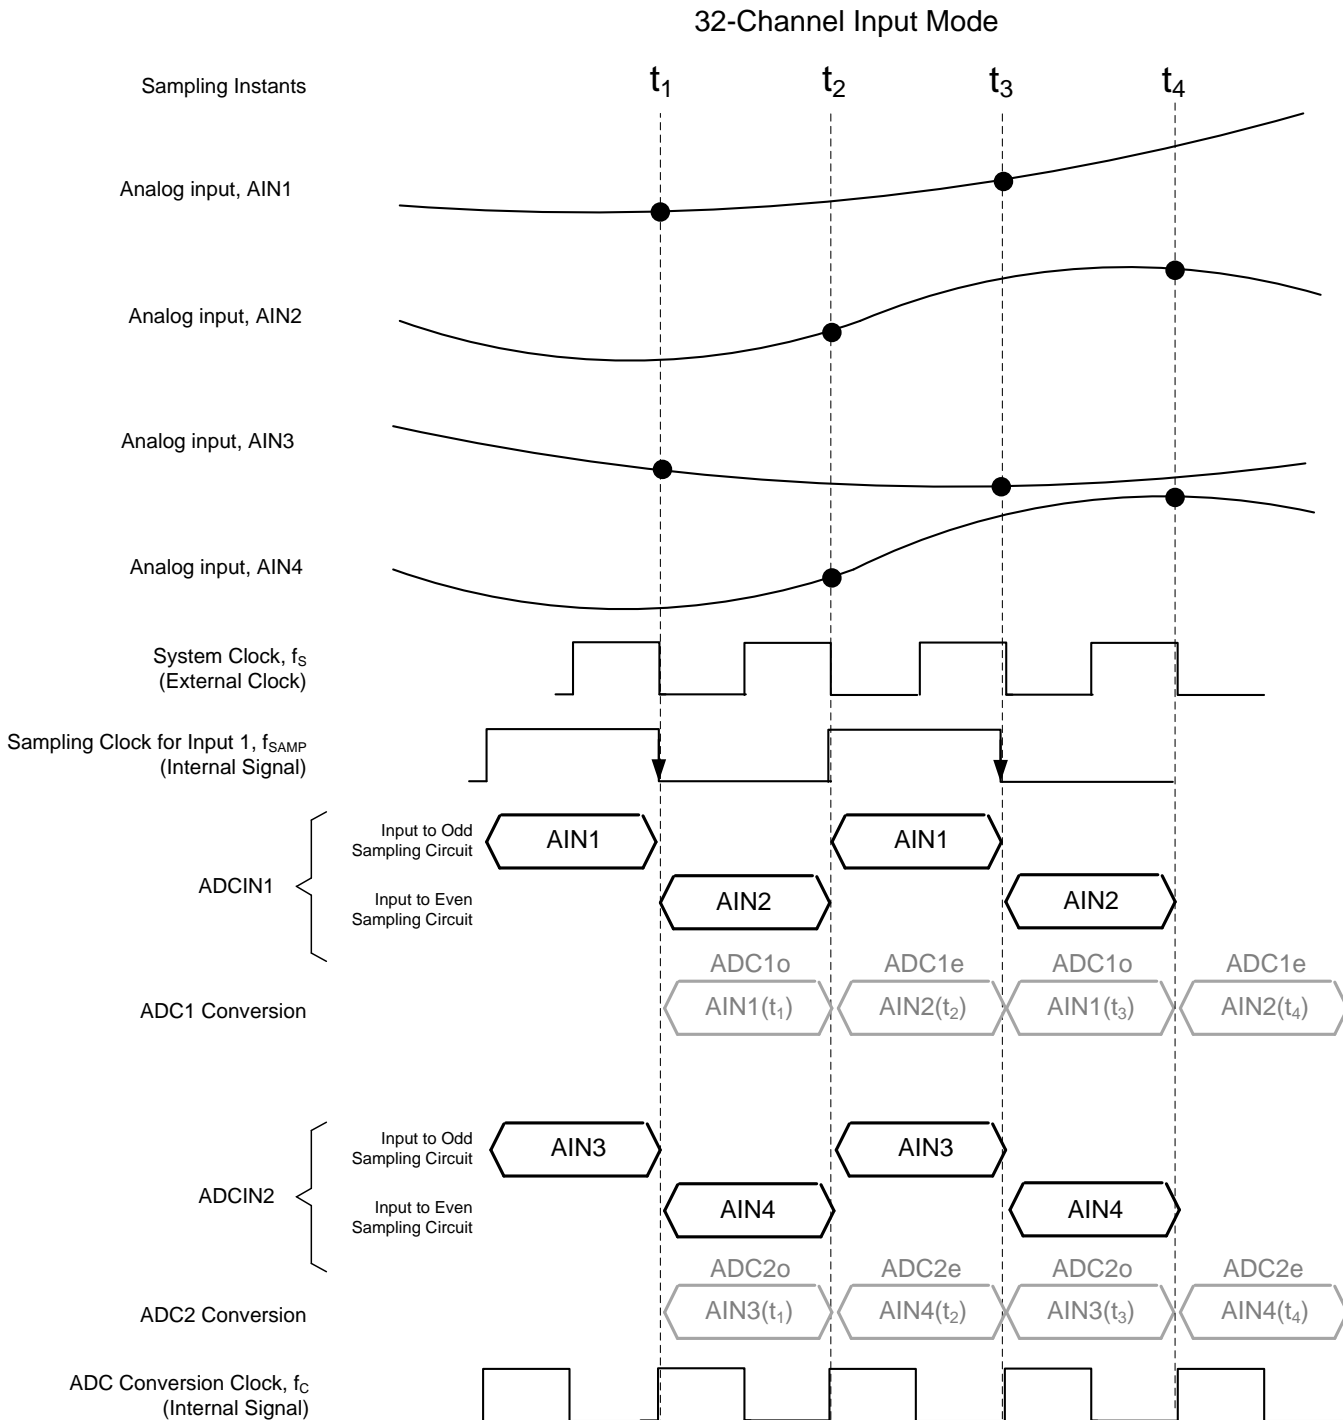 32-Channel Input Mode
Sampling Instants
t1 t2 t3 t4
Analog input, AIN1
Analog input, AIN2
Analog input, AIN3
Analog input, AIN4
System Clock, fS
(External Clock)
Sampling Clock for Input 1, fSAMP
(Internal Signal)
ADCIN1
Input to Odd
Sampling Circuit
AIN1 AIN1
Input to Even
Sampling Circuit
AIN2 AIN2
ADC1o ADC1e ADC1o ADC1e
ADC1 Conversion
AIN1(t1) AIN2(t2) AIN1(t3) AIN2(t4)
ADCIN2
Input to Odd
Sampling Circuit
AIN3 AIN3
Input to Even
Sampling Circuit
AIN4 AIN4
ADC2o ADC2e ADC2o ADC2e
ADC2 Conversion
AIN3(t1) AIN4(t2) AIN3(t3) AIN4(t4)
ADC Conversion Clock, fC
(Internal Signal)